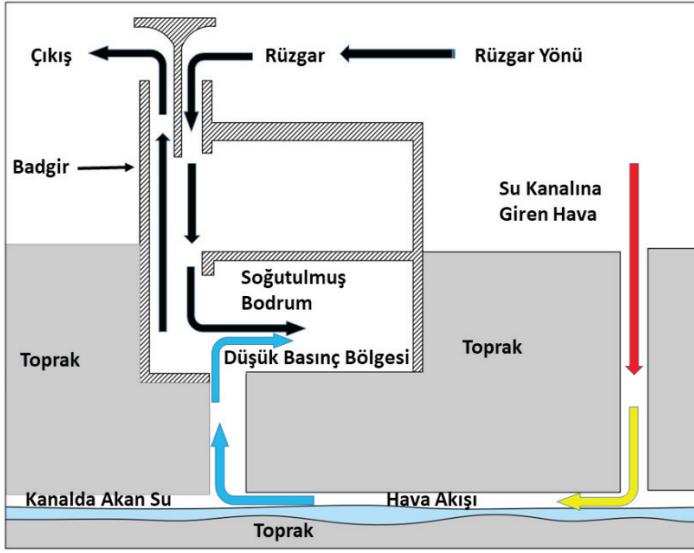 Çıkış
Rüzgar
Rüzgar Yönü
Badgir
Su Kanalına
Giren Hava
Soğutulmuş
Bodrum
Toprak
Düşük Basınç Bölgesi
Toprak
Kanalda Akan Su
Hava Akışı
Toprak